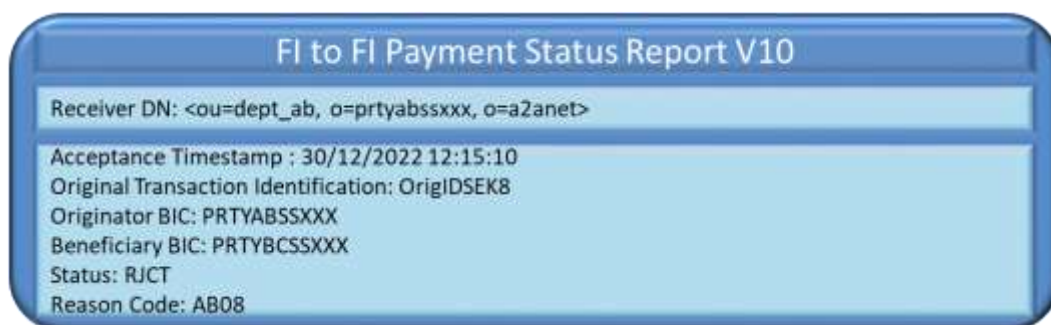 FI to FI Payment Status Report V10
Receiver DN: <ou=dept_ab, o=prtyabssxxx, o=a2anet>
Acceptance Timestamp : 30/12/2022 12:15:10
Original Transaction Identification: OrigIDSEK8
Originator BIC: PRTYABSSXXX
Beneficiary BIC: PRTYBCSSXXX
Status: RJCT
Reason Code: AB08